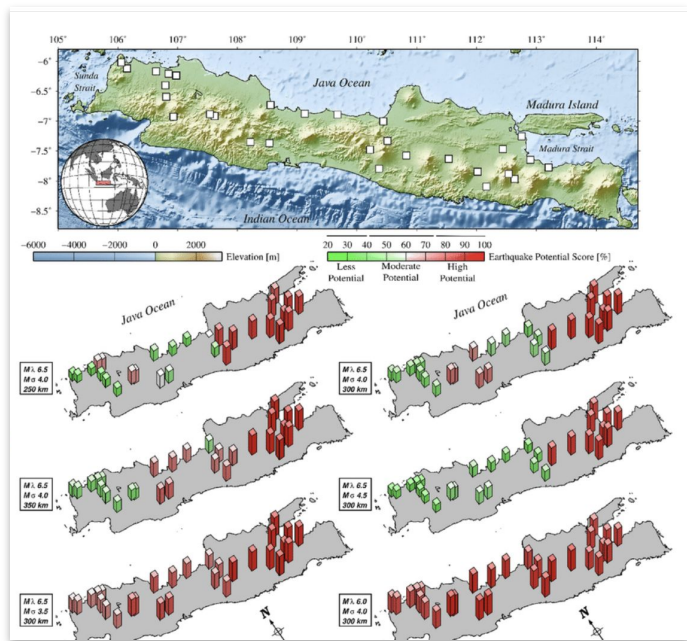 105° 106° 107° 108° 109° 110° 111° 112° 113° 114°
−6°
Sunda
Strait
Java Ocean
−6.5°
Madura Island
−7°
Madura Strait
−7.5°
−8°
Indian Ocean
−8.5°
−6000 −4000 −2000 0 2000
Elevation [m]
20 30 40 50 60 70 80 90 100
Earthquake Potential Score [%]
Less
Potential
Moderate
Potential
High
Potential
Java Ocean
Mλ 6.5
Mσ 4.0
250 km
Java Ocean
Mλ 6.5
Mσ 4.0
300 km
Mλ 6.5
Mσ 4.0
350 km
Mλ 6.5
Mσ 4.5
300 km
Mλ 6.5
Mσ 3.5
300 km
N
Mλ 6.0
Mσ 4.0
300 km
N